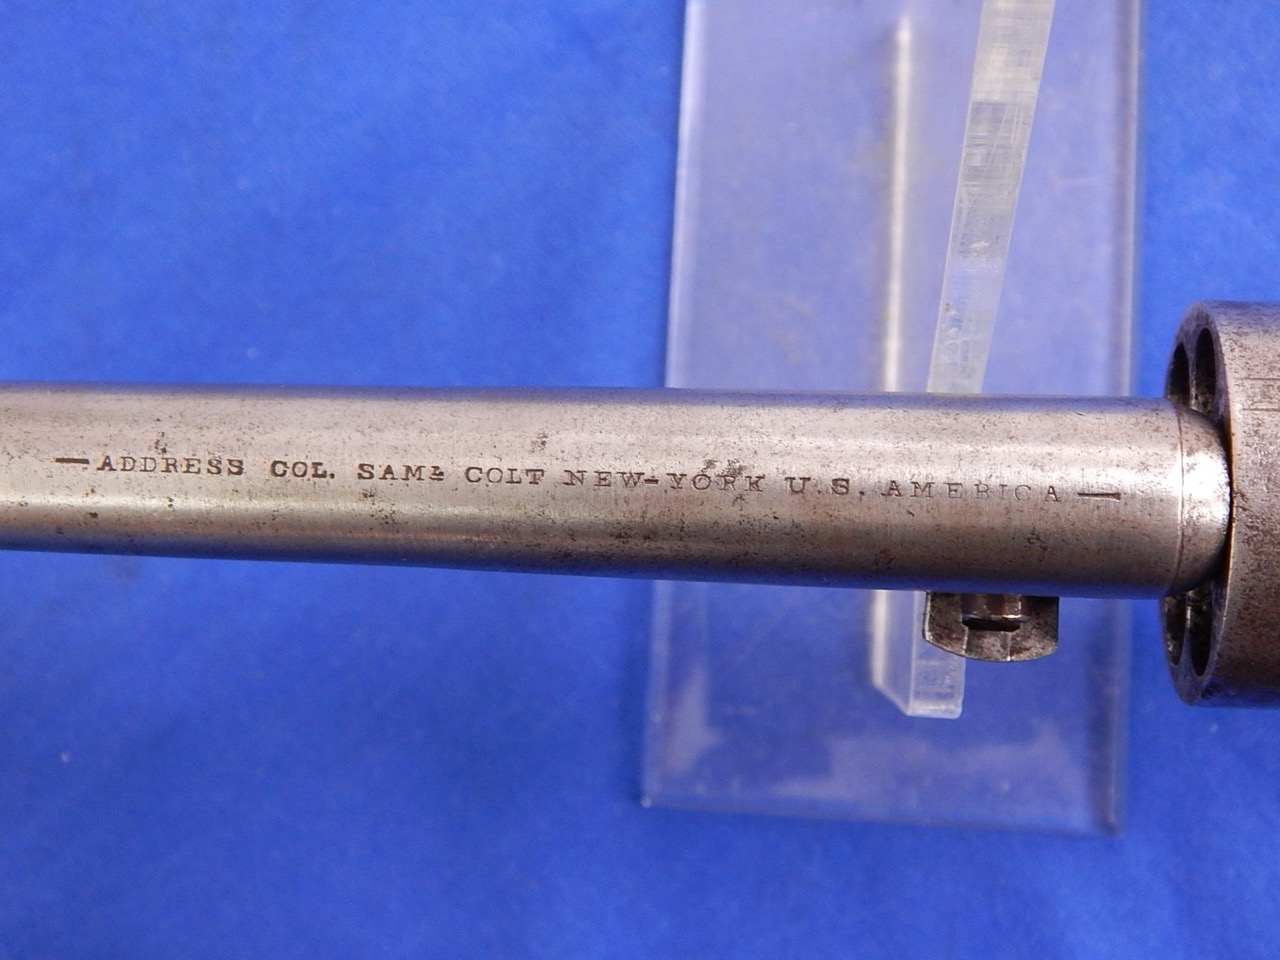 —ADDRESS COL. SAML COLT NEW-YORK U.S. AMERICA—